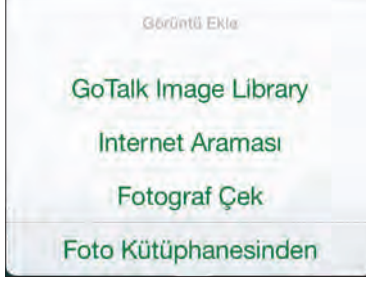 Görüntü Ekle
GoTalk Image Library
Internet Araması
Fotograf Çek
Foto Kütüphanesinden